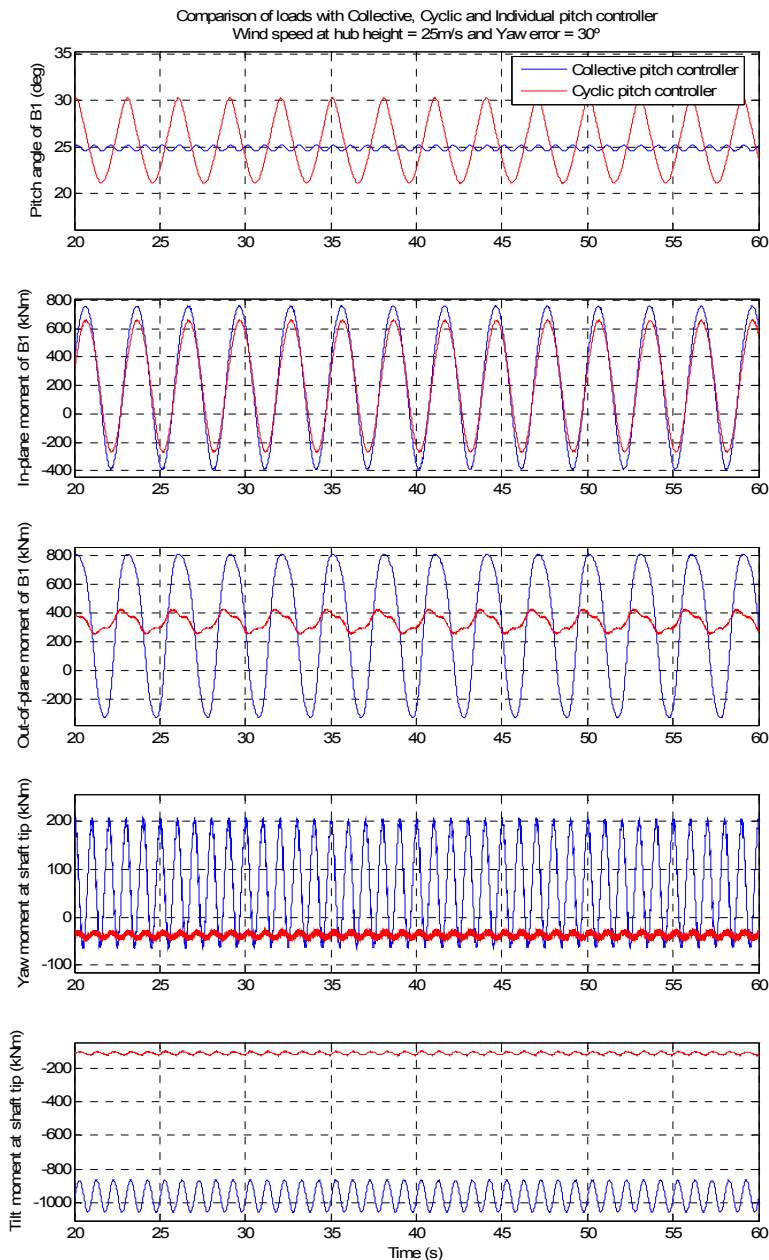 Comparison of loads with Collective, Cyclic and Individual pitch controller
Wind speed at hub height = 25m/s and Yaw error = 30º
Pitch angle of B1 (deg)
35
30
25
20
Collective pitch controller
Cyclic pitch controller
20 25 30 35 40 45 50 55 60
In-plane moment of B1 (kNm)
800
600
400
200
0
-200
-400
20 25 30 35 40 45 50 55 60
Out-of-plane moment of B1 (kNm)
800
600
400
200
0
-200
20 25 30 35 40 45 50 55 60
Yaw moment at shaft tip (kNm)
200
100
0
-100
20 25 30 35 40 45 50 55 60
Tilt moment at shaft tip (kNm)
-200
-400
-600
-800
-1000
20 25 30 35 40 45 50 55 60
Time (s)